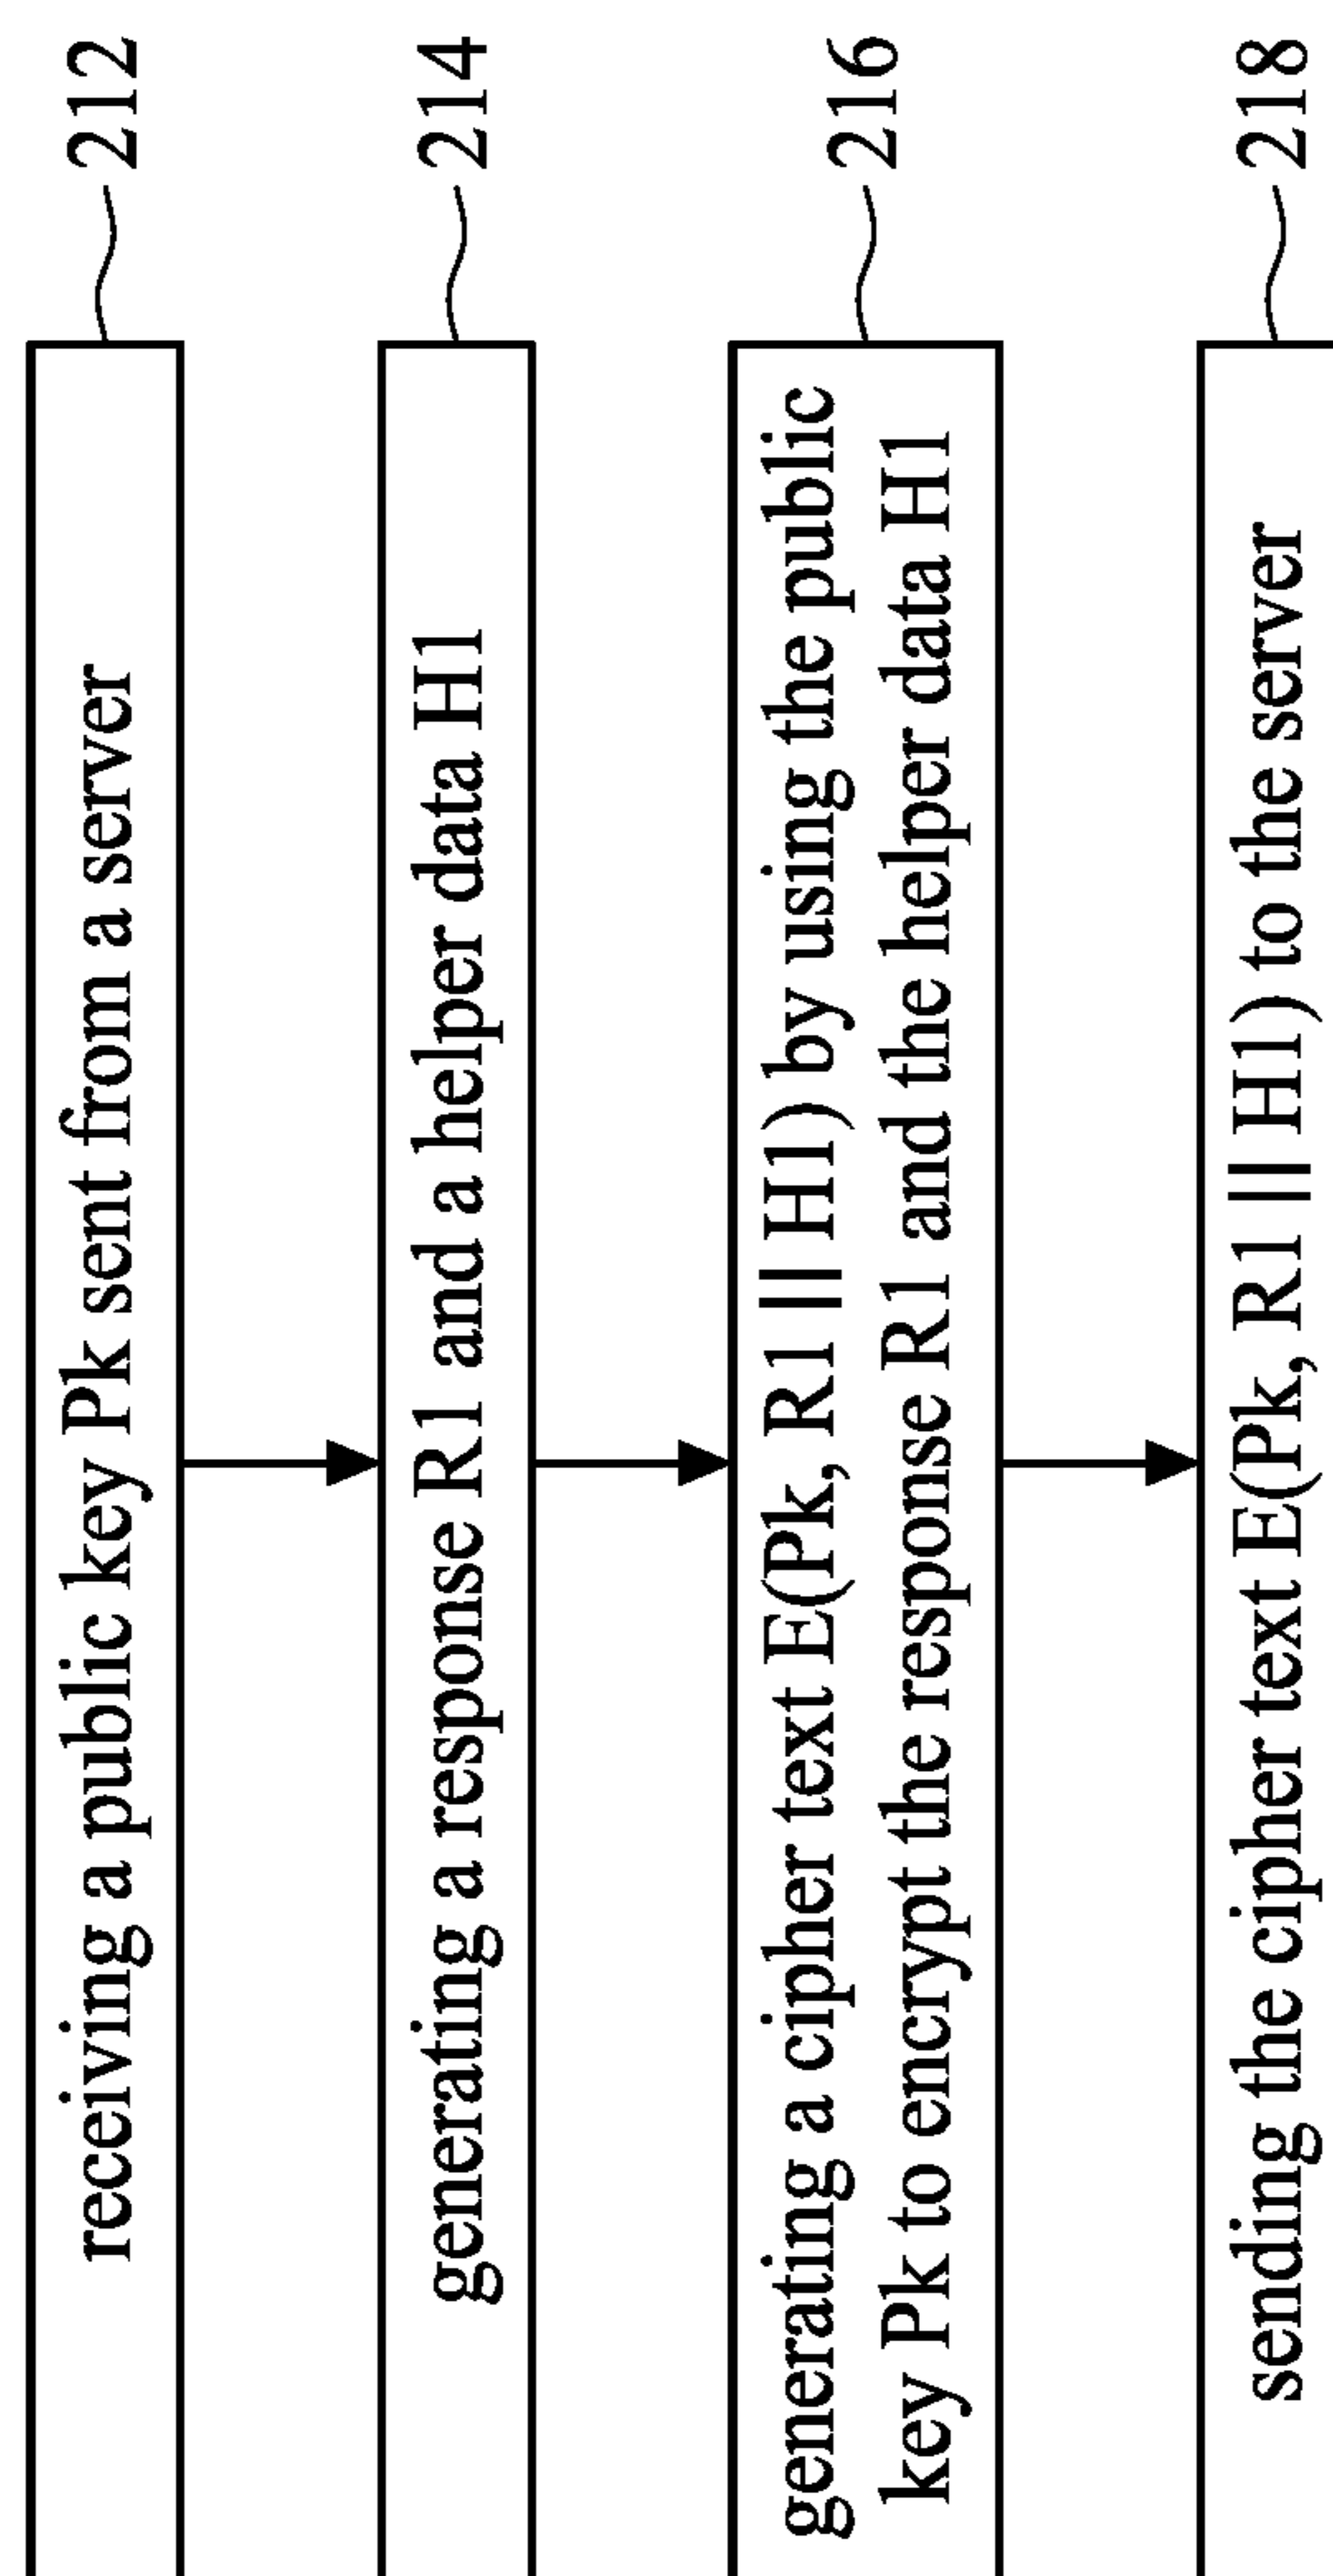 receiving a public key Pk sent from a server
212
generating a response R1 and a helper data H1
214
generating a cipher text E(Pk, R1 || H1) by using the public
key Pk to encrypt the response R1 and the helper data H1
216
sending the cipher text E(Pk, R1 || H1) to the server
218